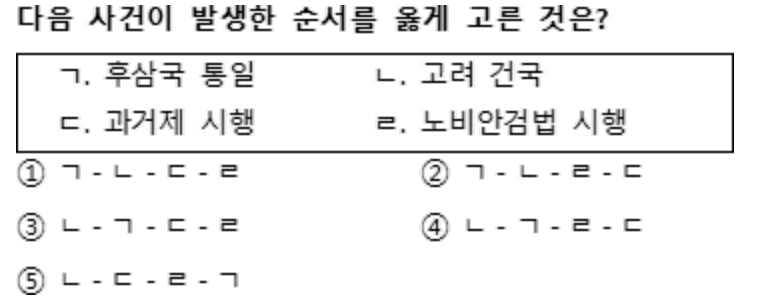 다음 사건이 발생한 순서를 옳게 고른 것은?
ㄱ. 후삼국 통일 ㄴ. 고려 건국
ㄷ. 과거제 시행 ㄹ. 노비안검법 시행
① ㄱ - ㄴ - ㄷ - ㄹ ② ㄱ - ㄴ - ㄹ - ㄷ
③ ㄴ - ㄱ - ㄷ - ㄹ ④ ㄴ - ㄱ - ㄹ - ㄷ
⑤ ㄴ - ㄷ - ㄹ - ㄱ